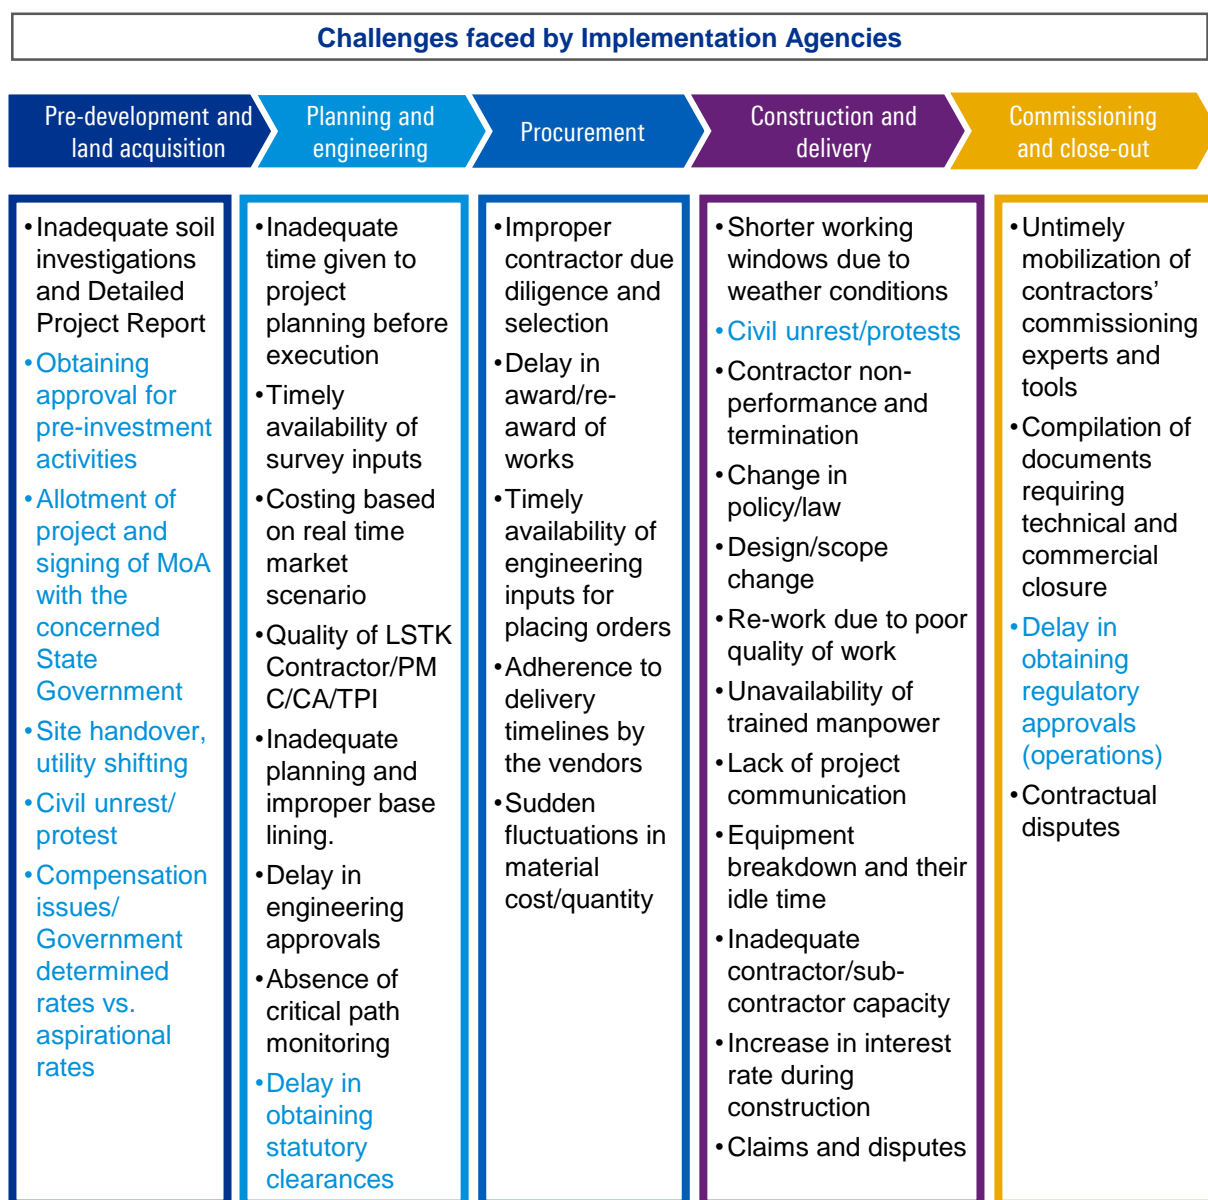 Challenges faced by Implementation Agencies
Pre-development and
land acquisition
Planning and
engineering
Procurement
Construction and
delivery
Commissioning
and close-out
•Inadequate soil
investigations
and Detailed
Project Report
•Obtaining
approval for
pre-investment
activities
•Allotment of
project and
signing of MoA
with the
concerned
State
Government
•Site handover,
utility shifting
•Civil unrest/
protest
•Compensation
issues/
Government
determined
rates vs.
aspirational
rates
•Inadequate
time given to
project
planning before
execution
•Timely
availability of
survey inputs
•Costing based
on real time
market
scenario
•Quality of LSTK
Contractor/PM
C/CA/TPI
•Inadequate
planning and
improper base
lining.
•Delay in
engineering
approvals
•Absence of
critical path
monitoring
•Delay in
obtaining
statutory
clearances
•Improper
contractor due
diligence and
selection
•Delay in
award/re-
award of
works
•Timely
availability of
engineering
inputs for
placing orders
•Adherence to
delivery
timelines by
the vendors
•Sudden
fluctuations in
material
cost/quantity
•Shorter working
windows due to
weather conditions
•Civil unrest/protests
•Contractor non-
performance and
termination
•Change in
policy/law
•Design/scope
change
•Re-work due to poor
quality of work
•Unavailability of
trained manpower
•Lack of project
communication
•Equipment
breakdown and their
idle time
•Inadequate
contractor/sub-
contractor capacity
•Increase in interest
rate during
construction
•Claims and disputes
•Untimely
mobilization of
contractors’
commissioning
experts and
tools
•Compilation of
documents
requiring
technical and
commercial
closure
•Delay in
obtaining
regulatory
approvals
(operations)
•Contractual
disputes